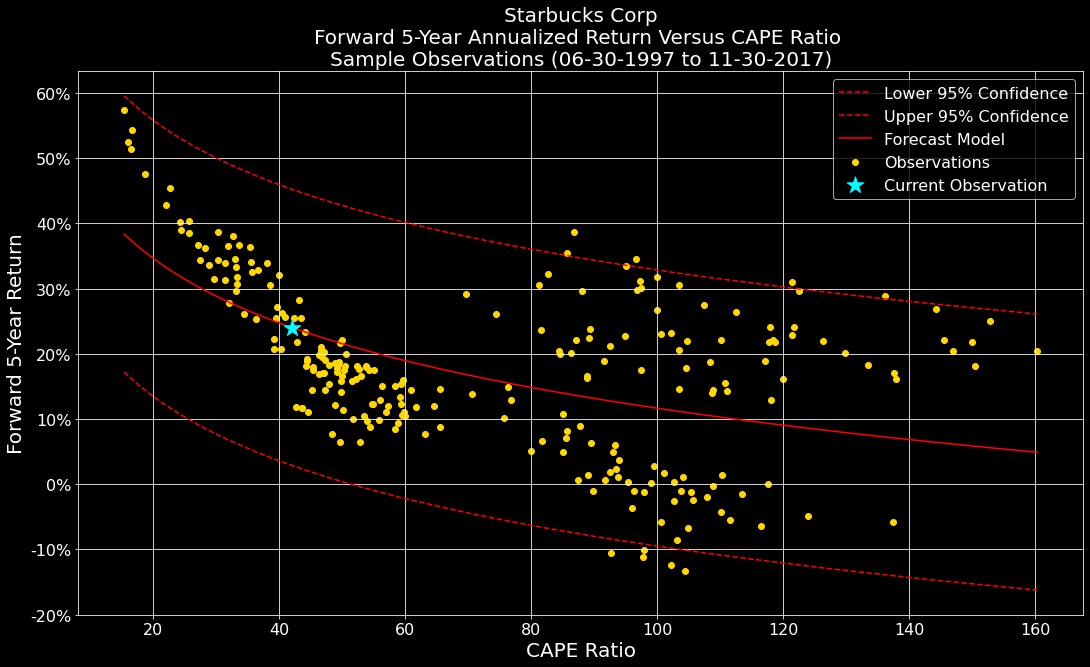 Starbucks Corp
Forward 5-Year Annualized Return Versus CAPE Ratio
Sample Observations (06-30-1997 to 11-30-2017)
Lower 95% Confidence
Upper 95% Confidence
Forecast Model
Observations
Current Observation
Forward 5-Year Return
60%
50%
40%
30%
20%
10%
0%
-10%
-20%
20
40
60
80
100
120
140
160
CAPE Ratio